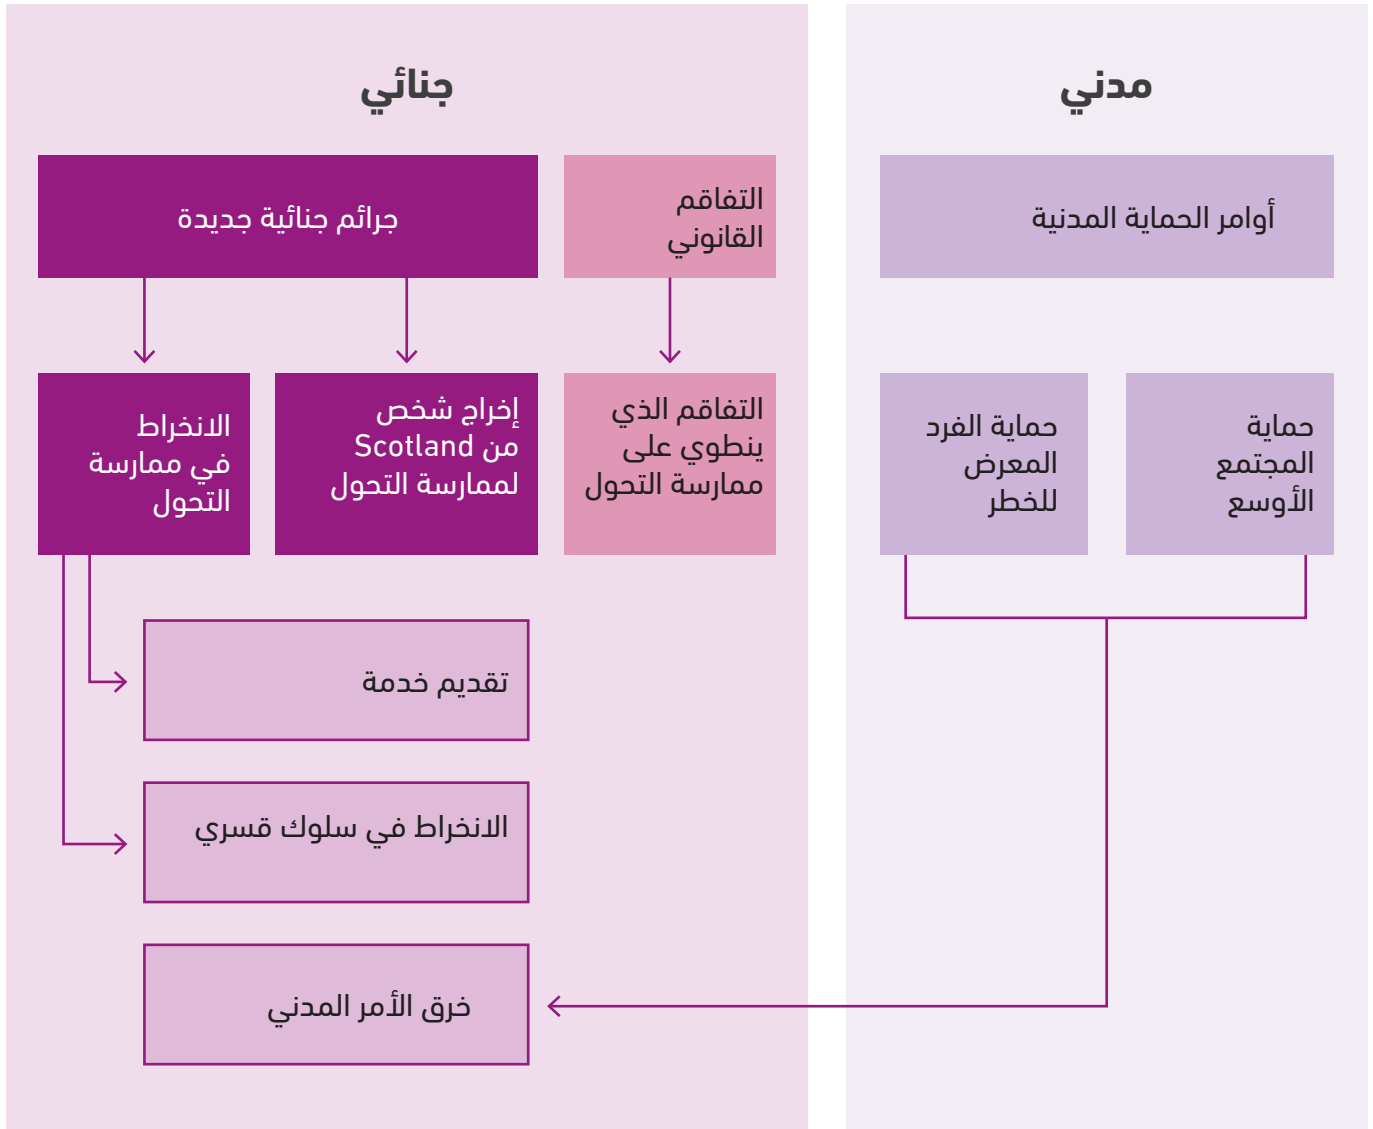 مدني
جنائي
أوامر الحماية المدنية
التفاقم
القانوني
جرائم جنائية جديدة
حماية
المجتمع
الأوسع
حماية الفرد
المعرض
للخطر
التفاقم الذي
ينطوي على
ممارسة التحول
إخراج شخص
من Scotland
لممارسة التحول
الانخراط
في ممارسة
التحول
تقديم خدمة
الانخراط في سلوك قسري
خرق الأمر المدني